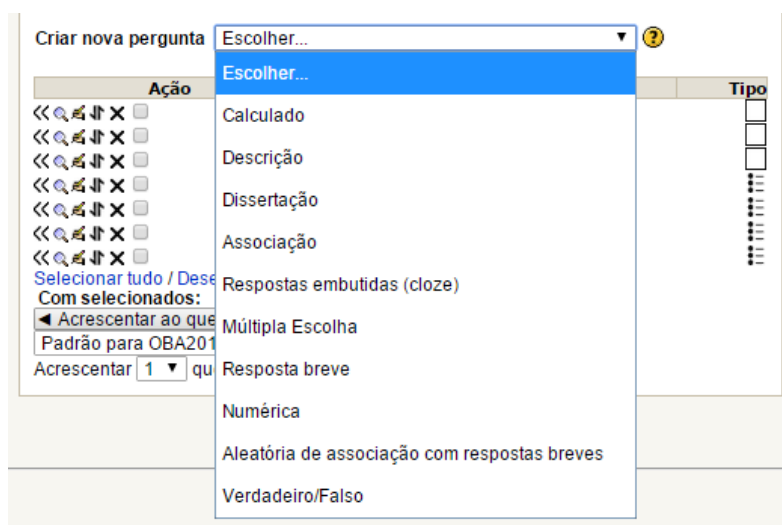 Criar nova pergunta Escolher...
Escolher...
Ação Tipo
Calculado
Descrição
Dissertação
Associação
Respostas embutidas (cloze)
Múltipla Escolha
Resposta breve
Numérica
Aleatória de associação com respostas breves
Verdadeiro/Falso
Selecionar tudo / Dese
Com selecionados:
◄ Acrescentar ao que
Padrão para OBA201
Acrescentar 1 que